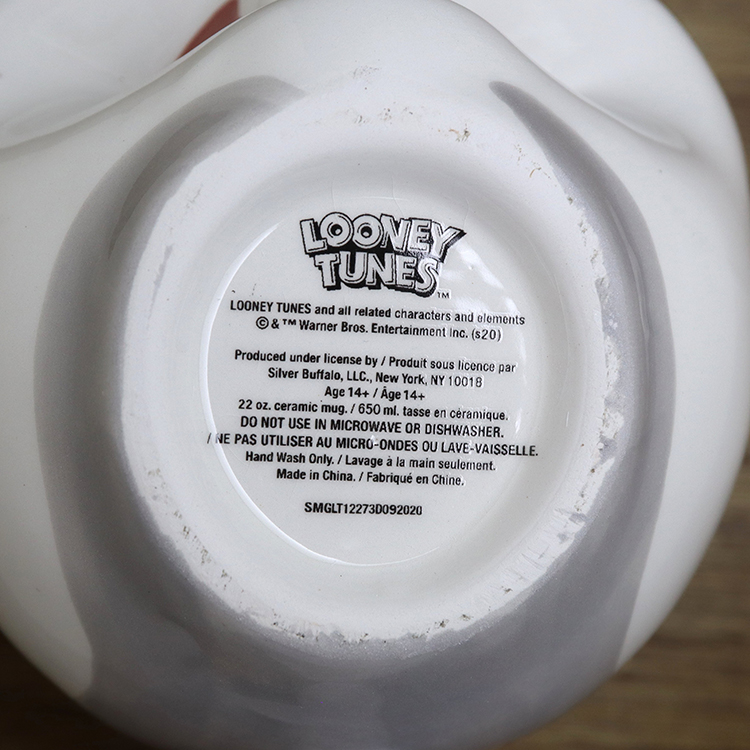 LOONEY
TUNES™
LOONEY TUNES and all related characters and elements
© & ™ Warner Bros. Entertainment Inc. (s20)
Produced under license by / Produit sous licence par
Silver Buffalo, LLC., New York, NY 10018
Age 14+ / Âge 14+
22 oz. ceramic mug. / 650 ml. tasse en céramique.
DO NOT USE IN MICROWAVE OR DISHWASHER.
/ NE PAS UTILISER AU MICRO-ONDES OU LAVE-VAISSELLE.
Hand Wash Only. / Lavage à la main seulement.
Made in China. / Fabriqué en Chine.
SMGLT12273D092020